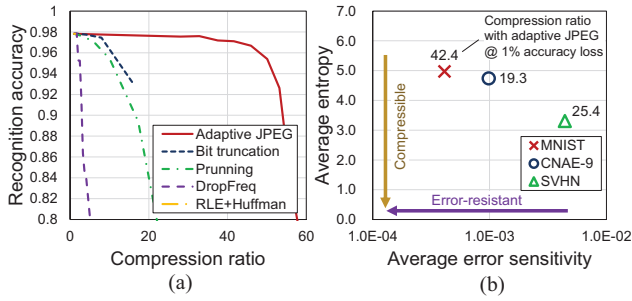 (a)
1
0.98
0.96
0.94
0.92
0.9
0.88
0.86
0.84
0.82
0.8
Recognition accuracy
Adaptive JPEG
Bit truncation
Prunning
DropFreq
RLE+Huffman
0 20 40 60
Compression ratio
(a)
(b)
7.0
6.0
5.0
4.0
3.0
2.0
1.0
0.0
Average entropy
Compression ratio
with adaptive JPEG
@ 1% accuracy loss
42.4
19.3
25.4
Compressible
MNIST
CNAE-9
SVHN
Error-resistant
1.0E-04 1.0E-03 1.0E-02
Average error sensitivity
(b)